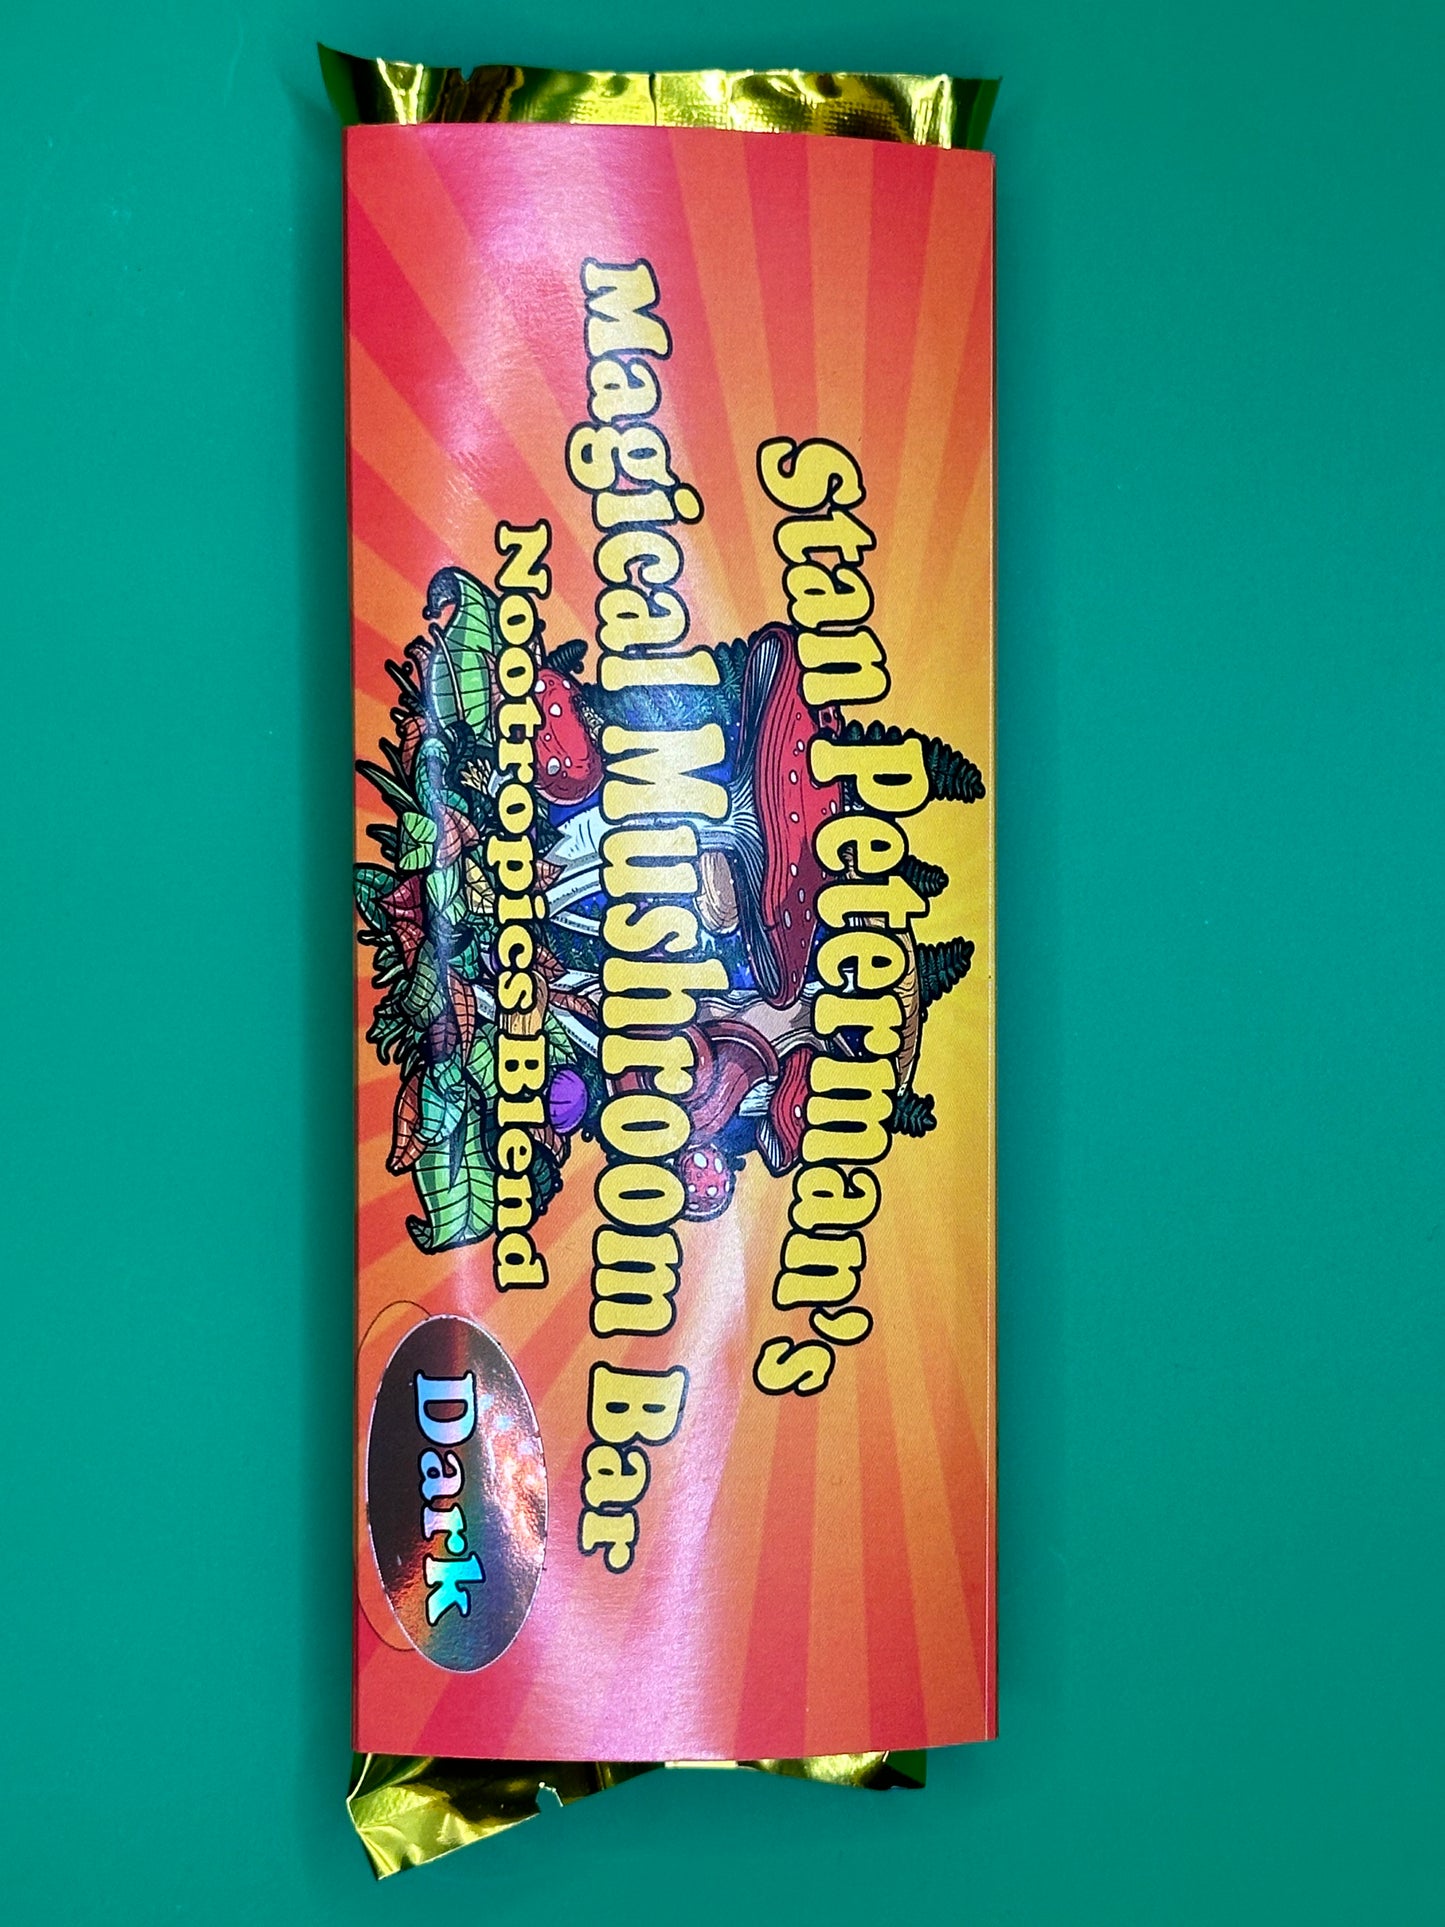 Stan Peterman's
Magical Mushroom Bar
Nootropics Blend
Dark